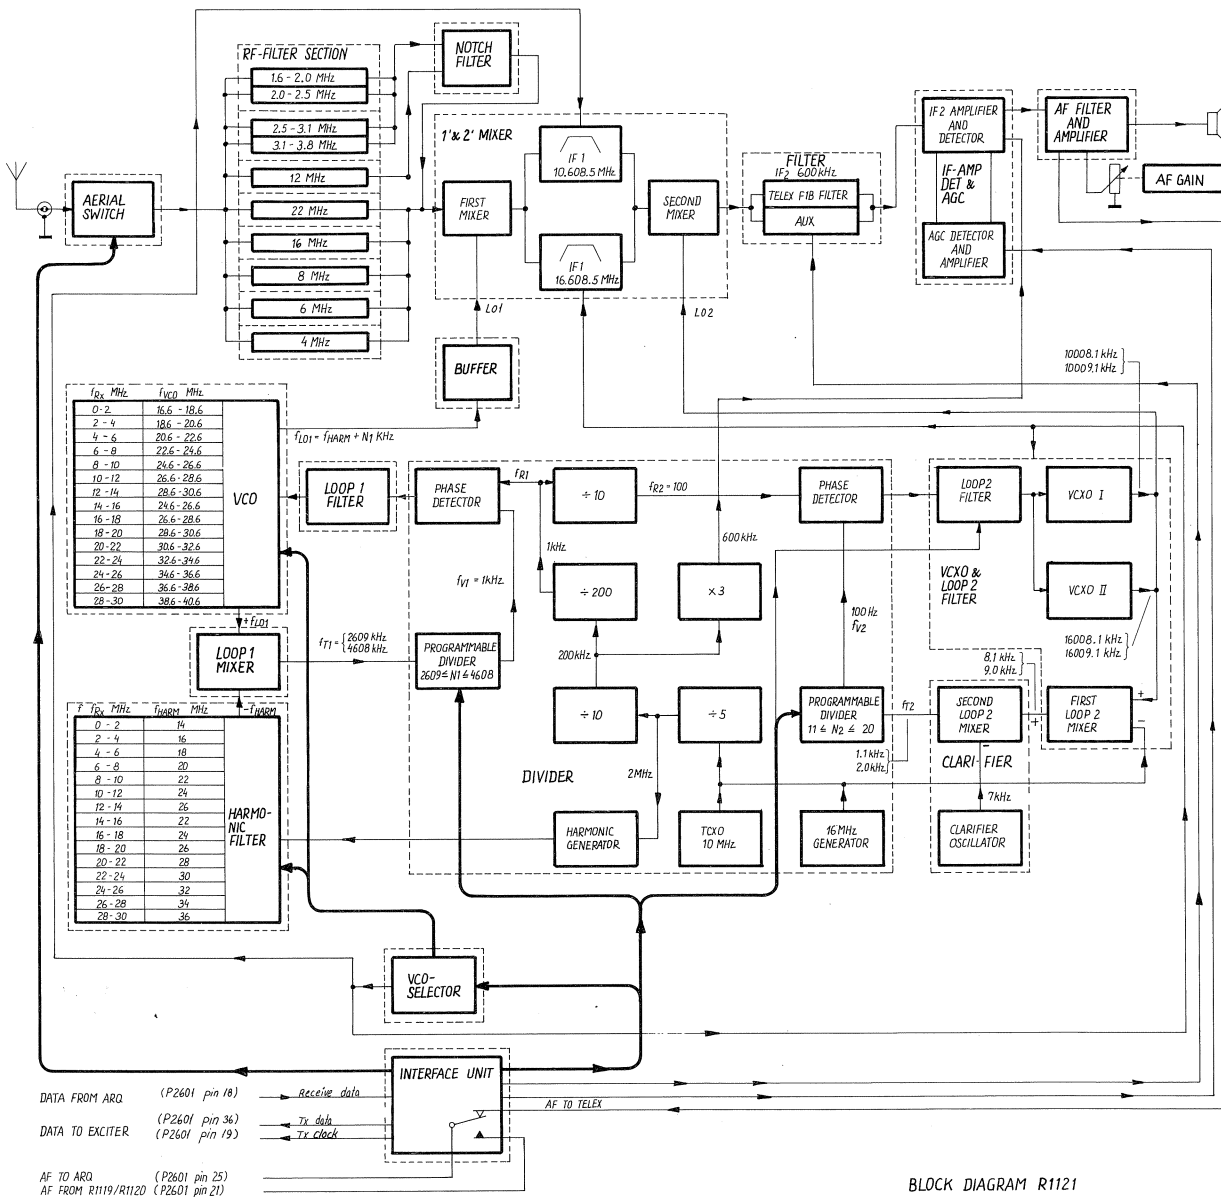 RF-FILTER SECTION
1.6 - 2.0 MHz
2.0 - 2.5 MHz
2.5 - 3.1 MHz
3.1 - 3.8 MHz
12 MHz
22 MHz
16 MHz
8 MHz
6 MHz
4 MHz
NOTCH
FILTER
AERIAL
SWITCH
1'& 2' MIXER
FIRST
MIXER
IF 1
10.608.5 MHz
IF 1
16.608.5 MHz
SECOND
MIXER
LO1
LO2
BUFFER
FILTER
IF2 600 kHz
TELEX F1B FILTER
AUX
IF2 AMPLIFIER
AND
DETECTOR
IF-AMP
DET &
AGC
AGC DETECTOR
AND
AMPLIFIER
AF FILTER
AND
AMPLIFIER
AF GAIN
10008.1 kHz
10009.1 kHz
fRx MHz fVCO MHz
0 - 2 16.6 - 18.6
2 - 4 18.6 - 20.6
4 - 6 20.6 - 22.6
6 - 8 22.6 - 24.6
8 - 10 24.6 - 26.6
10 - 12 26.6 - 28.6
12 - 14 28.6 - 30.6
14 - 16 24.6 - 26.6
16 - 18 26.6 - 28.6
18 - 20 28.6 - 30.6
20 - 22 30.6 - 32.6
22 - 24 32.6 - 34.6
24 - 26 34.6 - 36.6
26 - 28 36.6 - 38.6
28 - 30 38.6 - 40.6
VCO
fLO1 = fHARM + N1 KHz
LOOP 1
FILTER
PHASE
DETECTOR
fR1
÷ 10
fR2 = 100
PHASE
DETECTOR
LOOP 2
FILTER
VCXO I
VCXO II
VCXO &
LOOP 2
FILTER
1kHz
fV1 = 1kHz
÷ 200
× 3
600 kHz
100 Hz
fV2
200 kHz
+ fLO1
LOOP 1
MIXER
- fHARM
fT1 = { 2609 kHz
4608 kHz
PROGRAMMABLE
DIVIDER
2609 ≤ N1 ≤ 4608
÷ 10
÷ 5
PROGRAMMABLE
DIVIDER
11 ≤ N2 ≤ 20
fT2
1.1 kHz
2.0 kHz
16008.1 kHz
16009.1 kHz
8.1 kHz
9.0 kHz
SECOND
LOOP 2
MIXER
+
−
FIRST
LOOP 2
MIXER
+
−
CLARIFIER
7 kHz
CLARIFIER
OSCILLATOR
DIVIDER
2MHz
HARMONIC
GENERATOR
TCXO
10 MHz
16 MHz
GENERATOR
f fRx MHz fHARM MHz
0 - 2 14
2 - 4 16
4 - 6 18
6 - 8 20
8 - 10 22
10 - 12 24
12 - 14 26
14 - 16 22
16 - 18 24
18 - 20 26
20 - 22 28
22 - 24 30
24 - 26 32
26 - 28 34
28 - 30 36
HARMO-
NIC
FILTER
VCO-
SELECTOR
INTERFACE UNIT
DATA FROM ARQ (P2601 pin 18) Receive data
(P2601 pin 36) Tx data
DATA TO EXCITER (P2601 pin 19) Tx clock
AF TO TELEX
AF TO ARQ (P2601 pin 25)
AF FROM R1119/R1120 (P2601 pin 21)
BLOCK DIAGRAM R1121